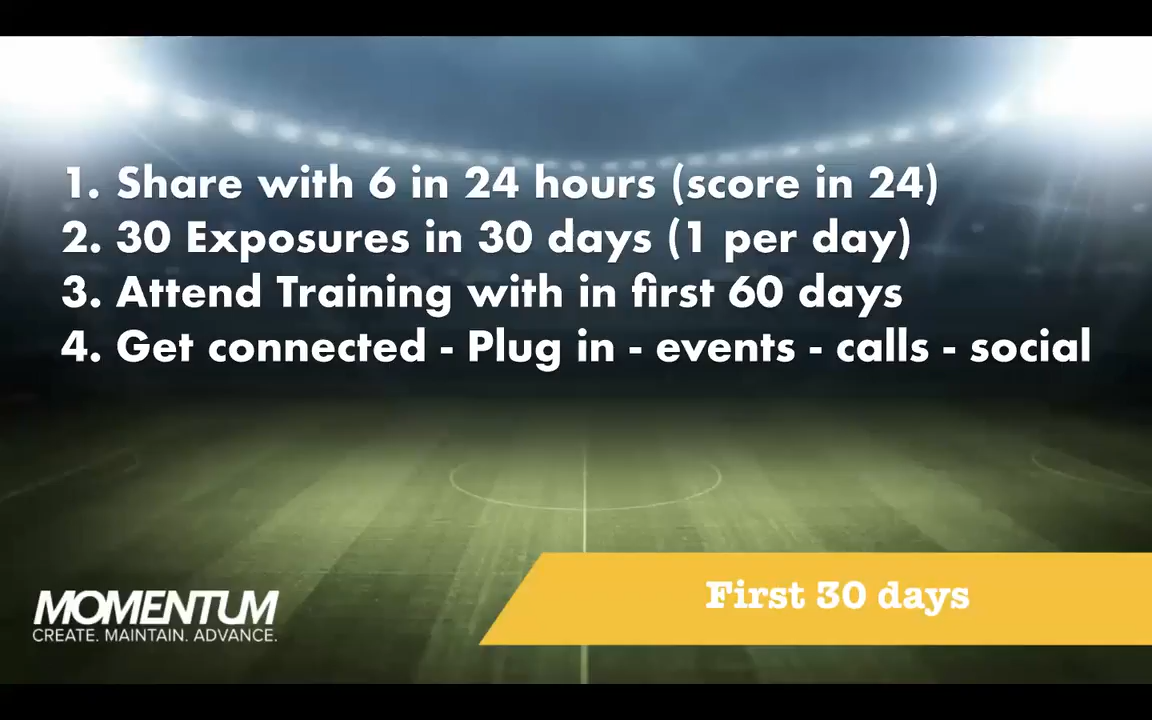 1. Share with 6 in 24 hours (score in 24)
2. 30 Exposures in 30 days (1 per day)
3. Attend Training with in first 60 days
4. Get connected - Plug in - events - calls - social
First 30 days
MOMENTUM
CREATE. MAINTAIN. ADVANCE.